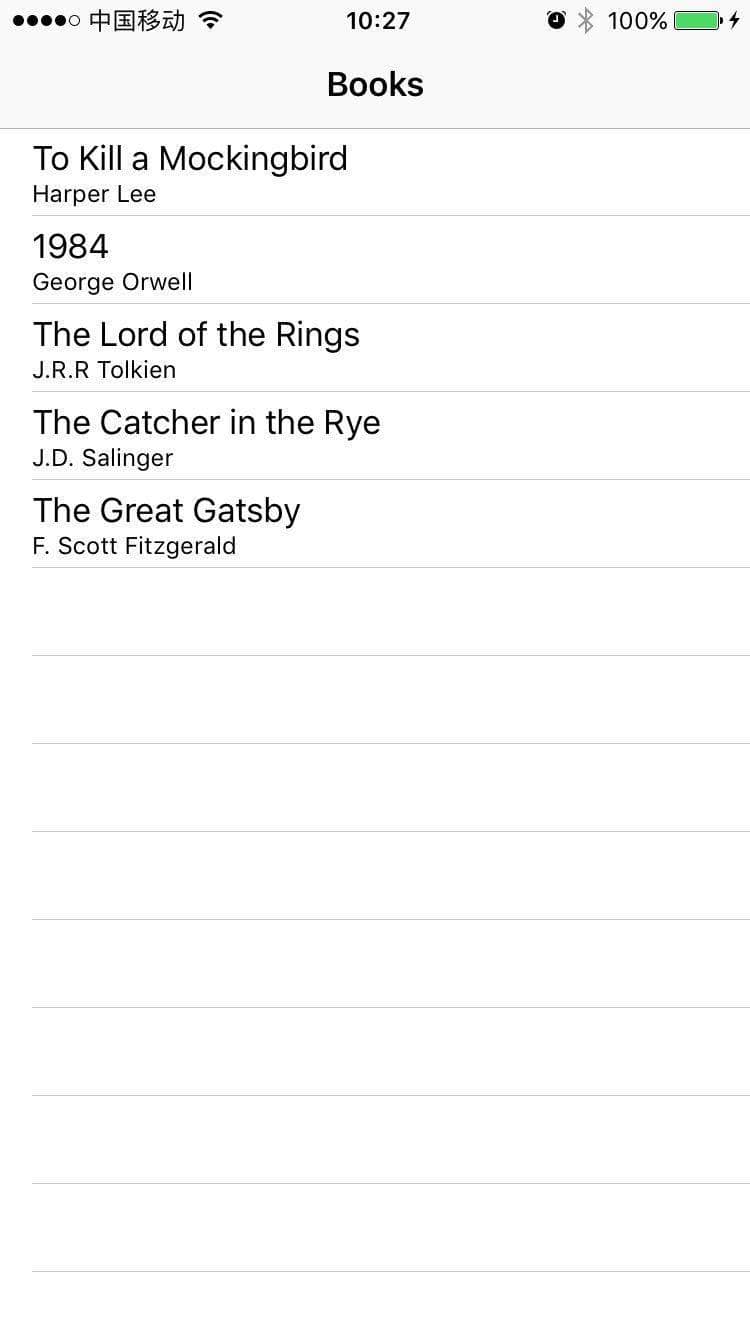 中国移动 10:27 100%
Books
To Kill a Mockingbird
Harper Lee
1984
George Orwell
The Lord of the Rings
J.R.R Tolkien
The Catcher in the Rye
J.D. Salinger
The Great Gatsby
F. Scott Fitzgerald